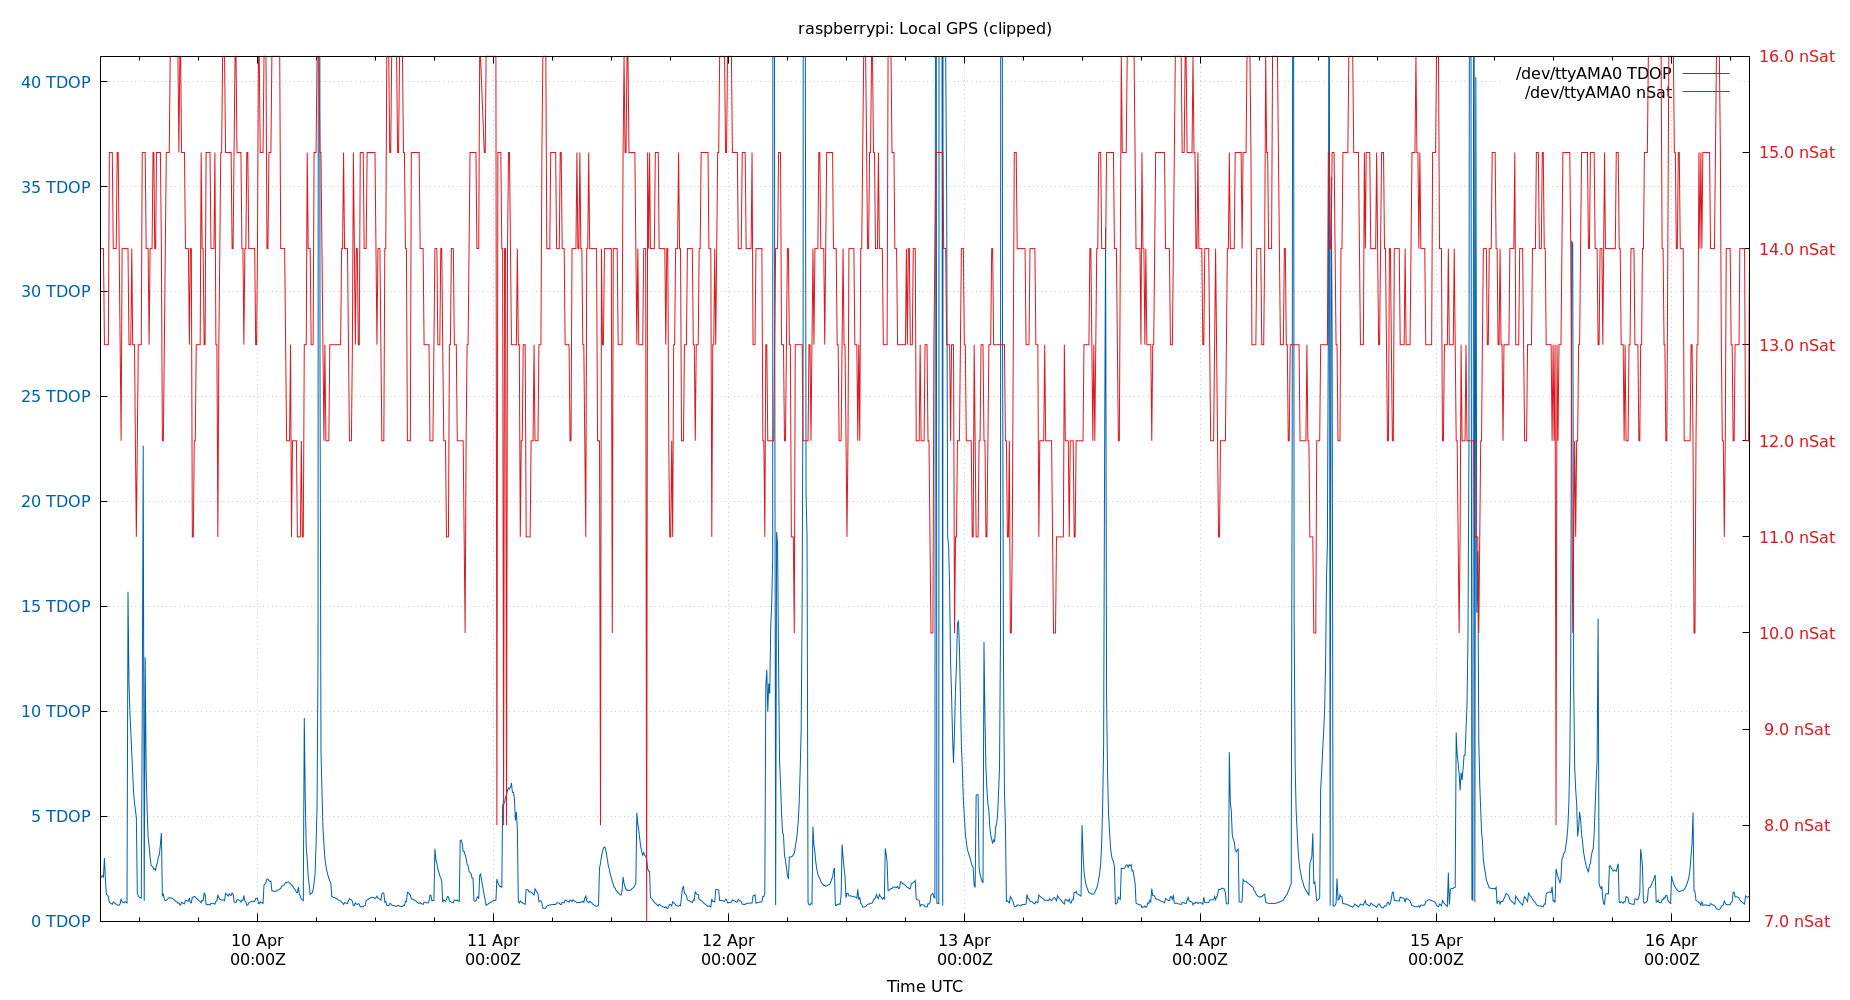 raspberrypi: Local GPS (clipped)
/dev/ttyAMA0 TDOP
/dev/ttyAMA0 nSat
40 TDOP
35 TDOP
30 TDOP
25 TDOP
20 TDOP
15 TDOP
10 TDOP
5 TDOP
0 TDOP
16.0 nSat
15.0 nSat
14.0 nSat
13.0 nSat
12.0 nSat
11.0 nSat
10.0 nSat
9.0 nSat
8.0 nSat
7.0 nSat
10 Apr
00:00Z
11 Apr
00:00Z
12 Apr
00:00Z
13 Apr
00:00Z
14 Apr
00:00Z
15 Apr
00:00Z
16 Apr
00:00Z
Time UTC